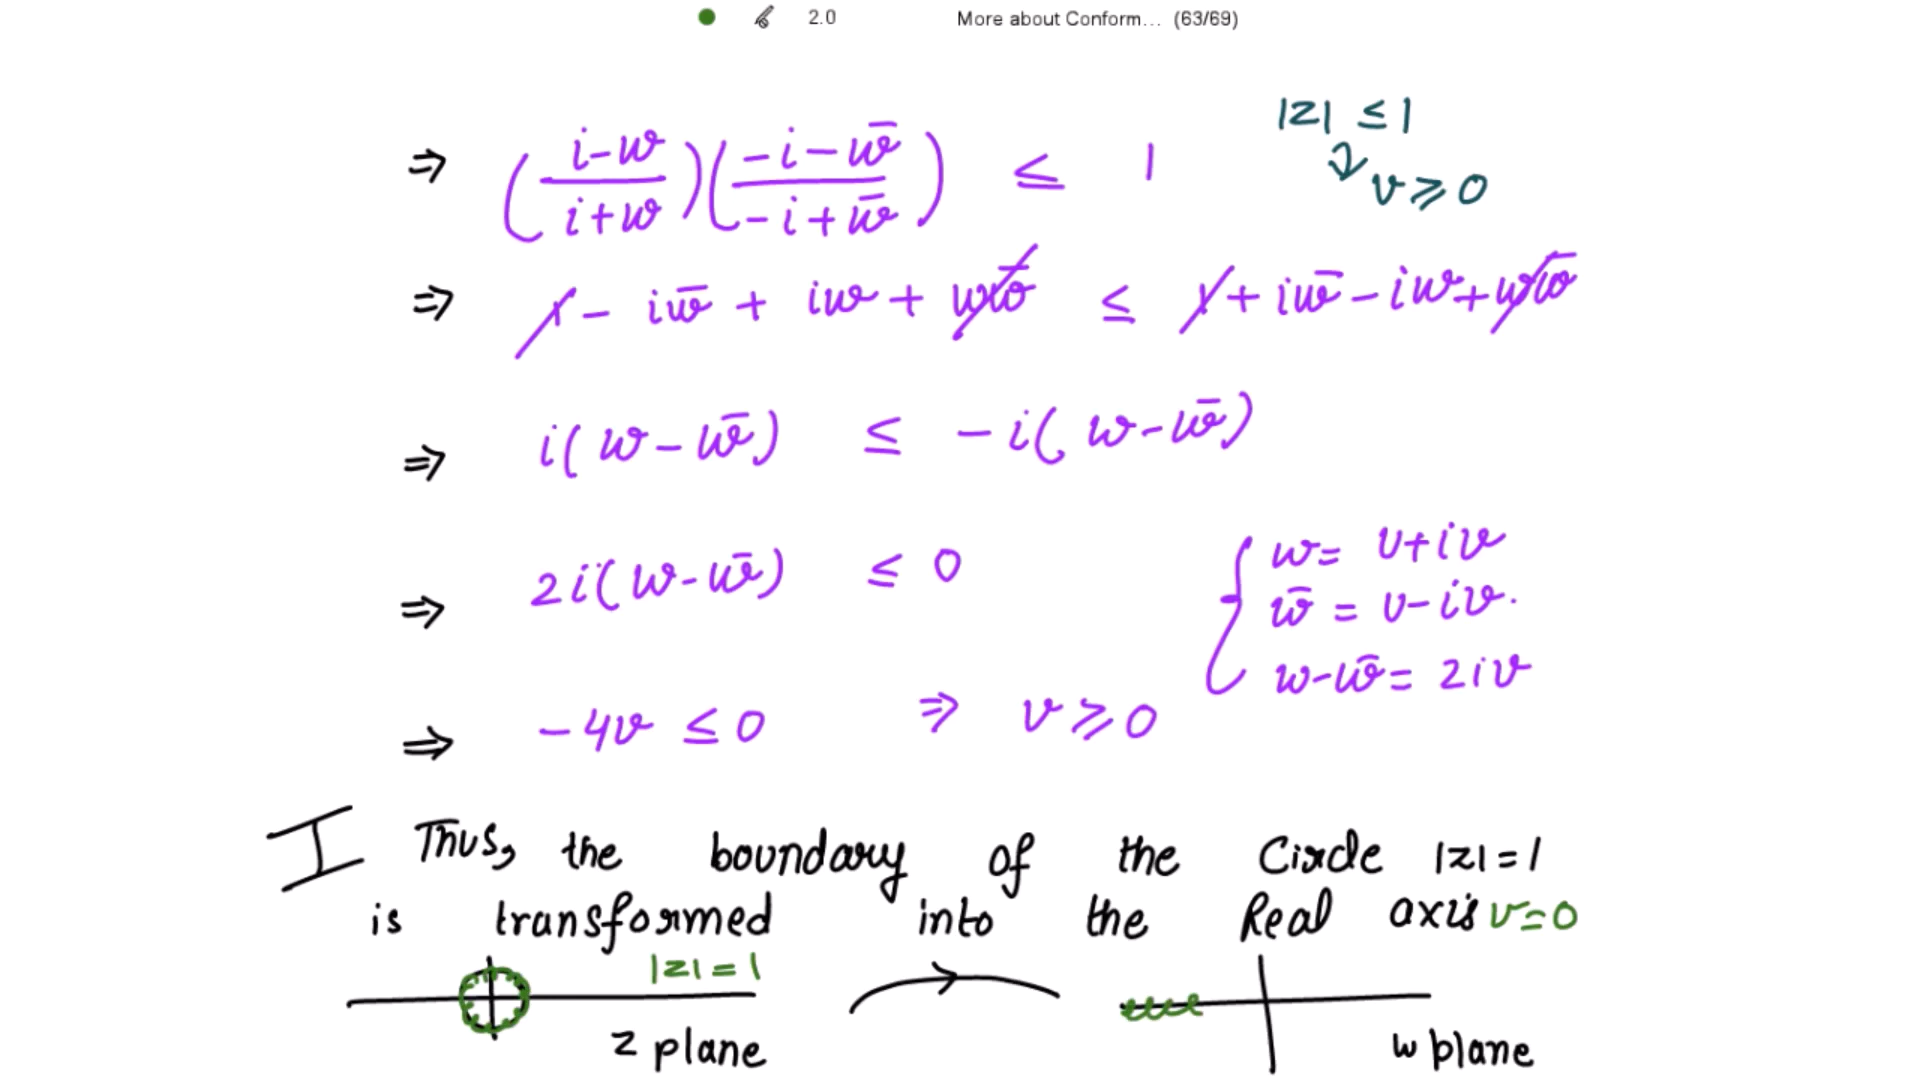 2.0 More about Conform... (63/69)
|z| ≤ 1
⇒ ((i-w)/(i+w))((-i-w̄)/(-i+w̄)) ≤ 1
v ≥ 0
⇒ 1 - iw̄ + iw + ww̄ ≤ 1 + iw̄ - iw + ww̄
⇒ i(w - w̄) ≤ -i(w - w̄)
⇒ 2i(w-w̄) ≤ 0
w = u+iv
w̄ = u-iv.
w-w̄ = 2iv
⇒ -4v ≤ 0 ⇒ v ≥ 0
I Thus, the boundary of the Circle |z|=1
is transformed into the Real axis v=0
|z|=1
z plane
w plane